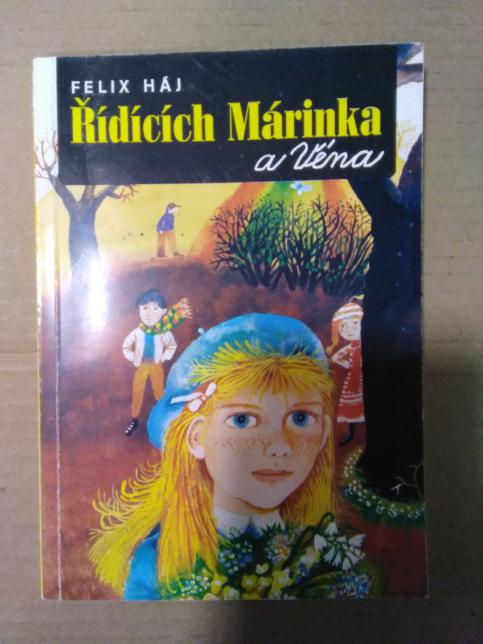 FELIX HÁJ
Řídících Márinka
a Véna